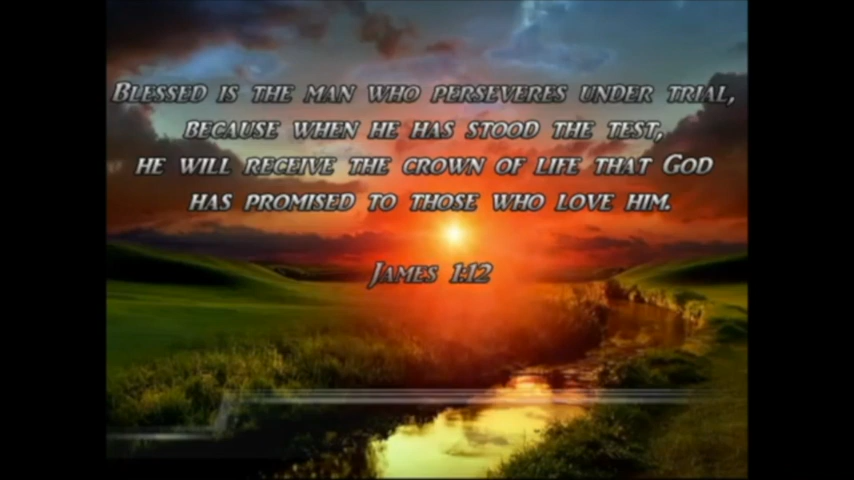 Blessed is the man who perseveres under trial,
because when he has stood the test,
he will receive the crown of life that God
has promised to those who love him.
James 1:12